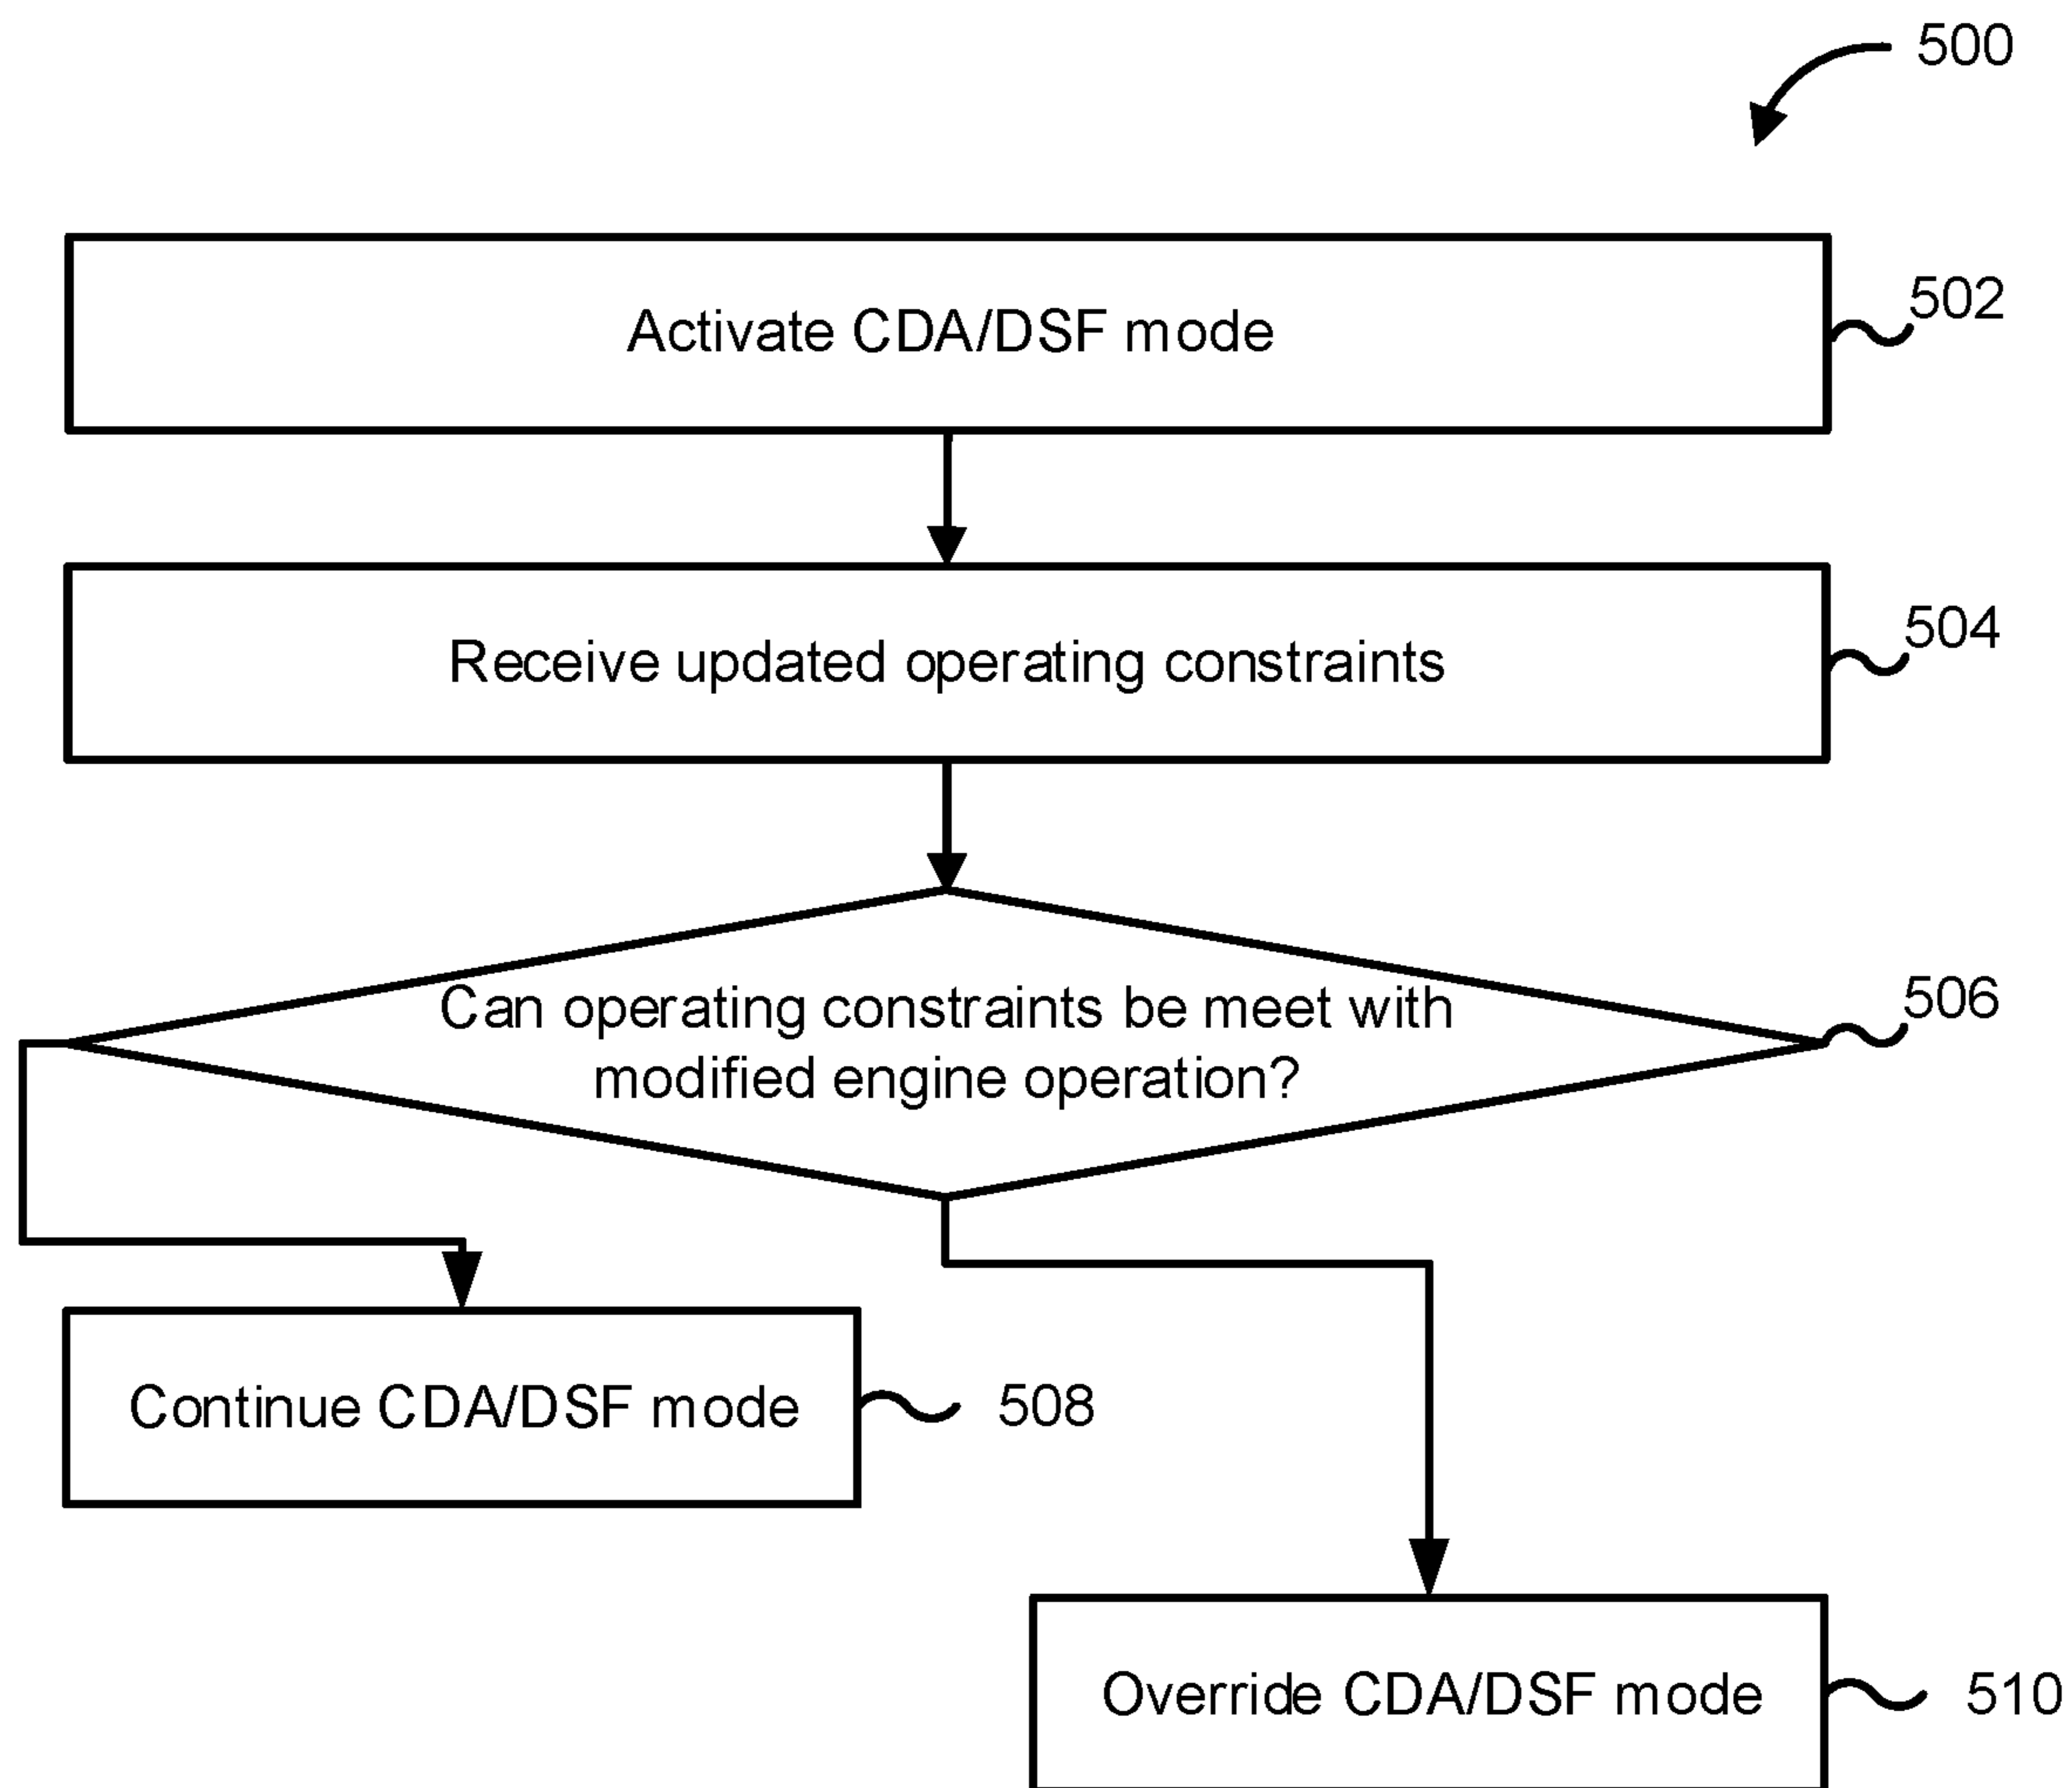 500
Activate CDA/DSF mode
502
Receive updated operating constraints
504
Can operating constraints be meet with
modified engine operation?
506
Continue CDA/DSF mode
508
Override CDA/DSF mode
510